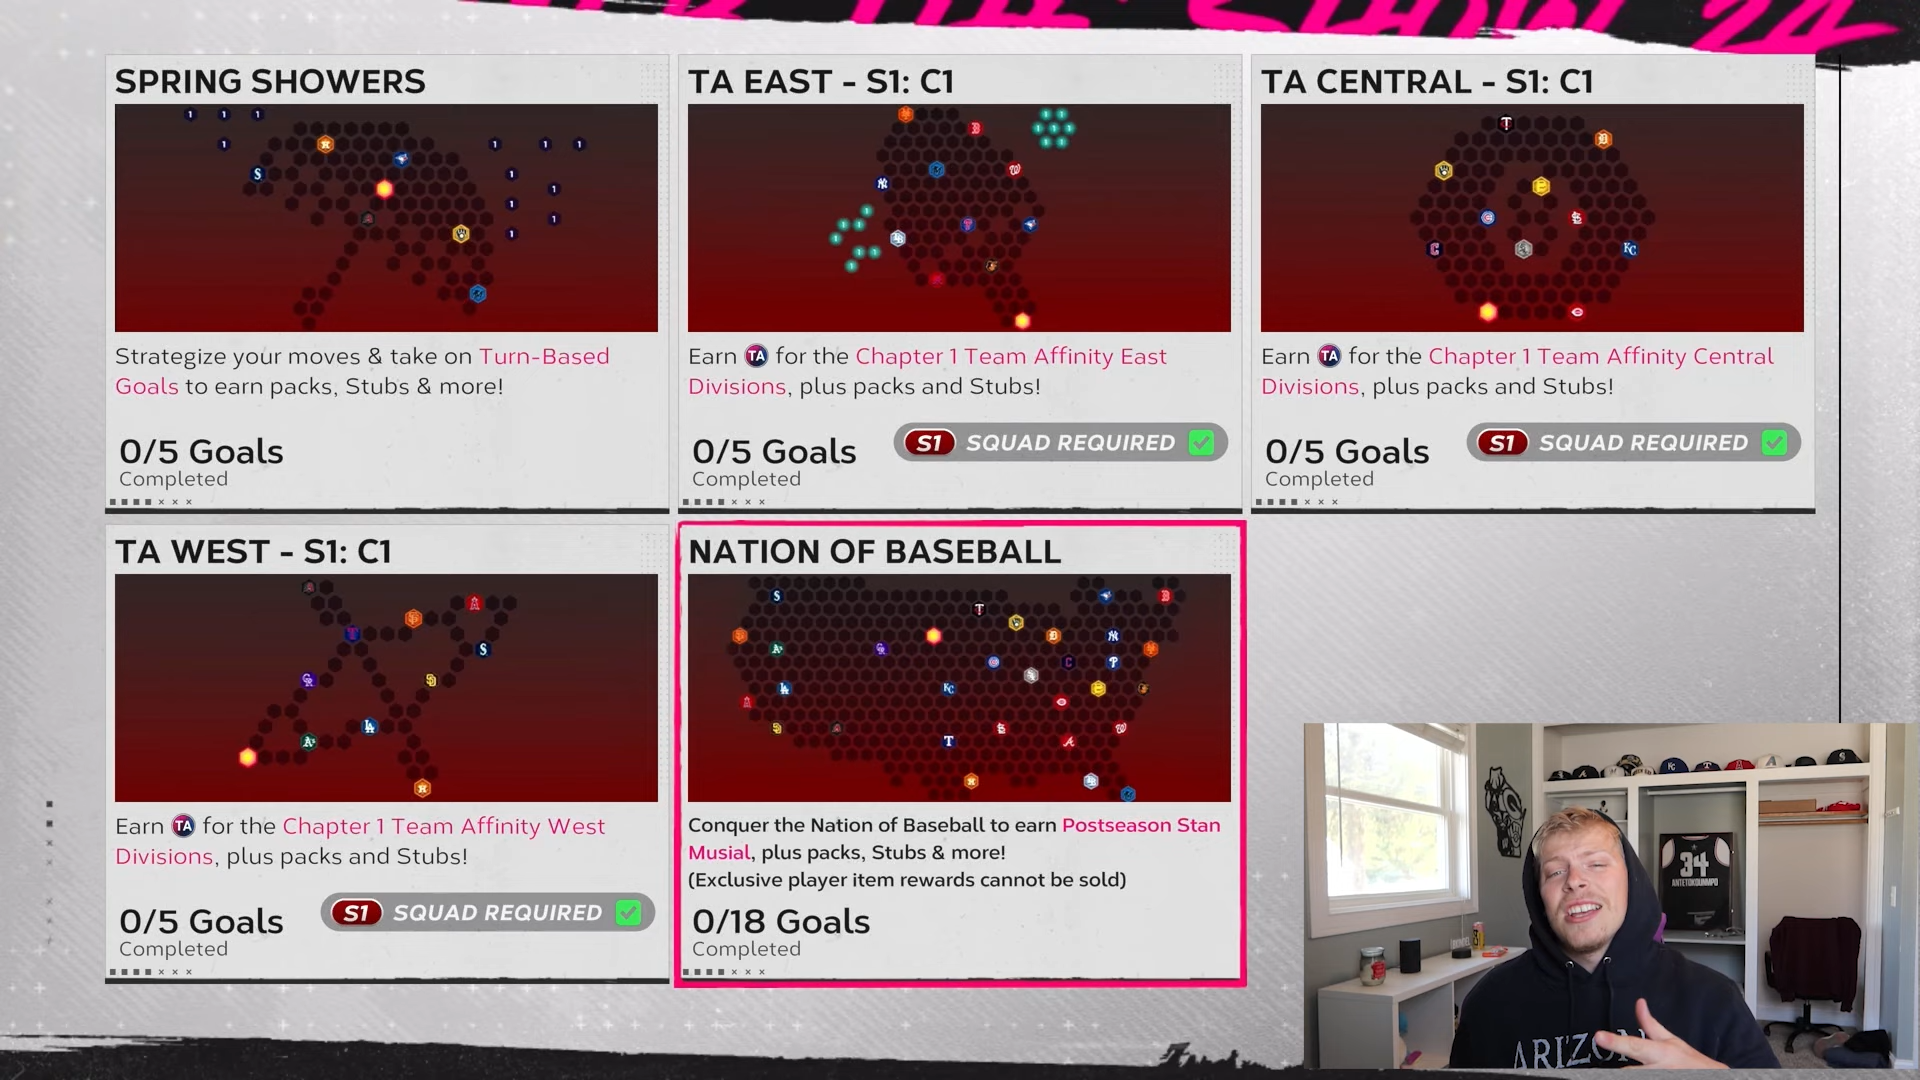 THE SHOW 24
SPRING SHOWERS
Strategize your moves & take on Turn-Based
Goals to earn packs, Stubs & more!
0/5 Goals
Completed
TA EAST - S1: C1
Earn TA for the Chapter 1 Team Affinity East
Divisions, plus packs and Stubs!
0/5 Goals
Completed
S1 SQUAD REQUIRED
TA CENTRAL - S1: C1
Earn TA for the Chapter 1 Team Affinity Central
Divisions, plus packs and Stubs!
0/5 Goals
Completed
S1 SQUAD REQUIRED
TA WEST - S1: C1
Earn TA for the Chapter 1 Team Affinity West
Divisions, plus packs and Stubs!
0/5 Goals
Completed
S1 SQUAD REQUIRED
NATION OF BASEBALL
Conquer the Nation of Baseball to earn Postseason Stan
Musial, plus packs, Stubs & more!
(Exclusive player item rewards cannot be sold)
0/18 Goals
Completed
34
ANTETOKOUNMPO
ARIZON